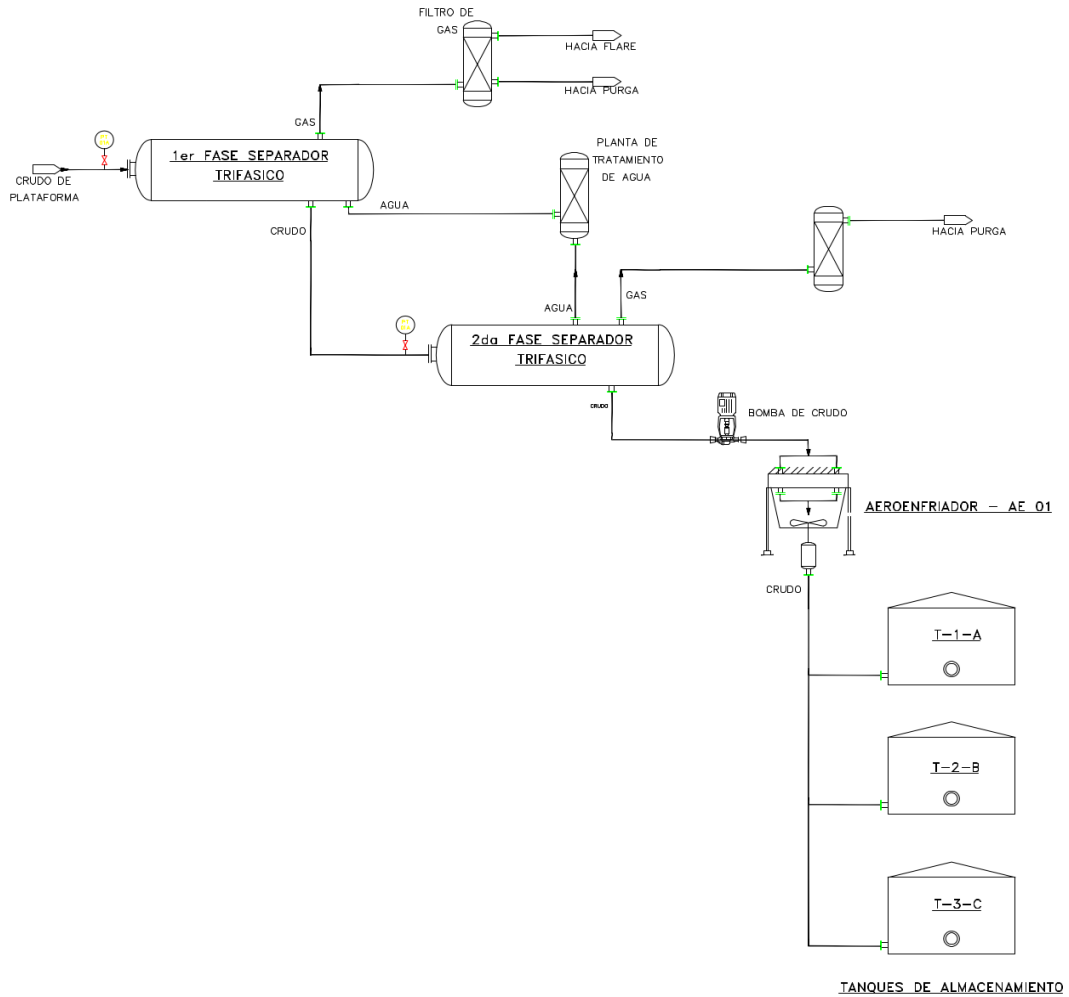 FILTRO DE
GAS
HACIA FLARE
HACIA PURGA
GAS
1er FASE SEPARADOR
TRIFASICO
CRUDO DE
PLATAFORMA
PLANTA DE
TRATAMIENTO
DE AGUA
AGUA
CRUDO
HACIA PURGA
AGUA
GAS
2da FASE SEPARADOR
TRIFASICO
CRUDO
BOMBA DE CRUDO
AEROENFRIADOR - AE 01
CRUDO
T-1-A
T-2-B
T-3-C
TANQUES DE ALMACENAMIENTO